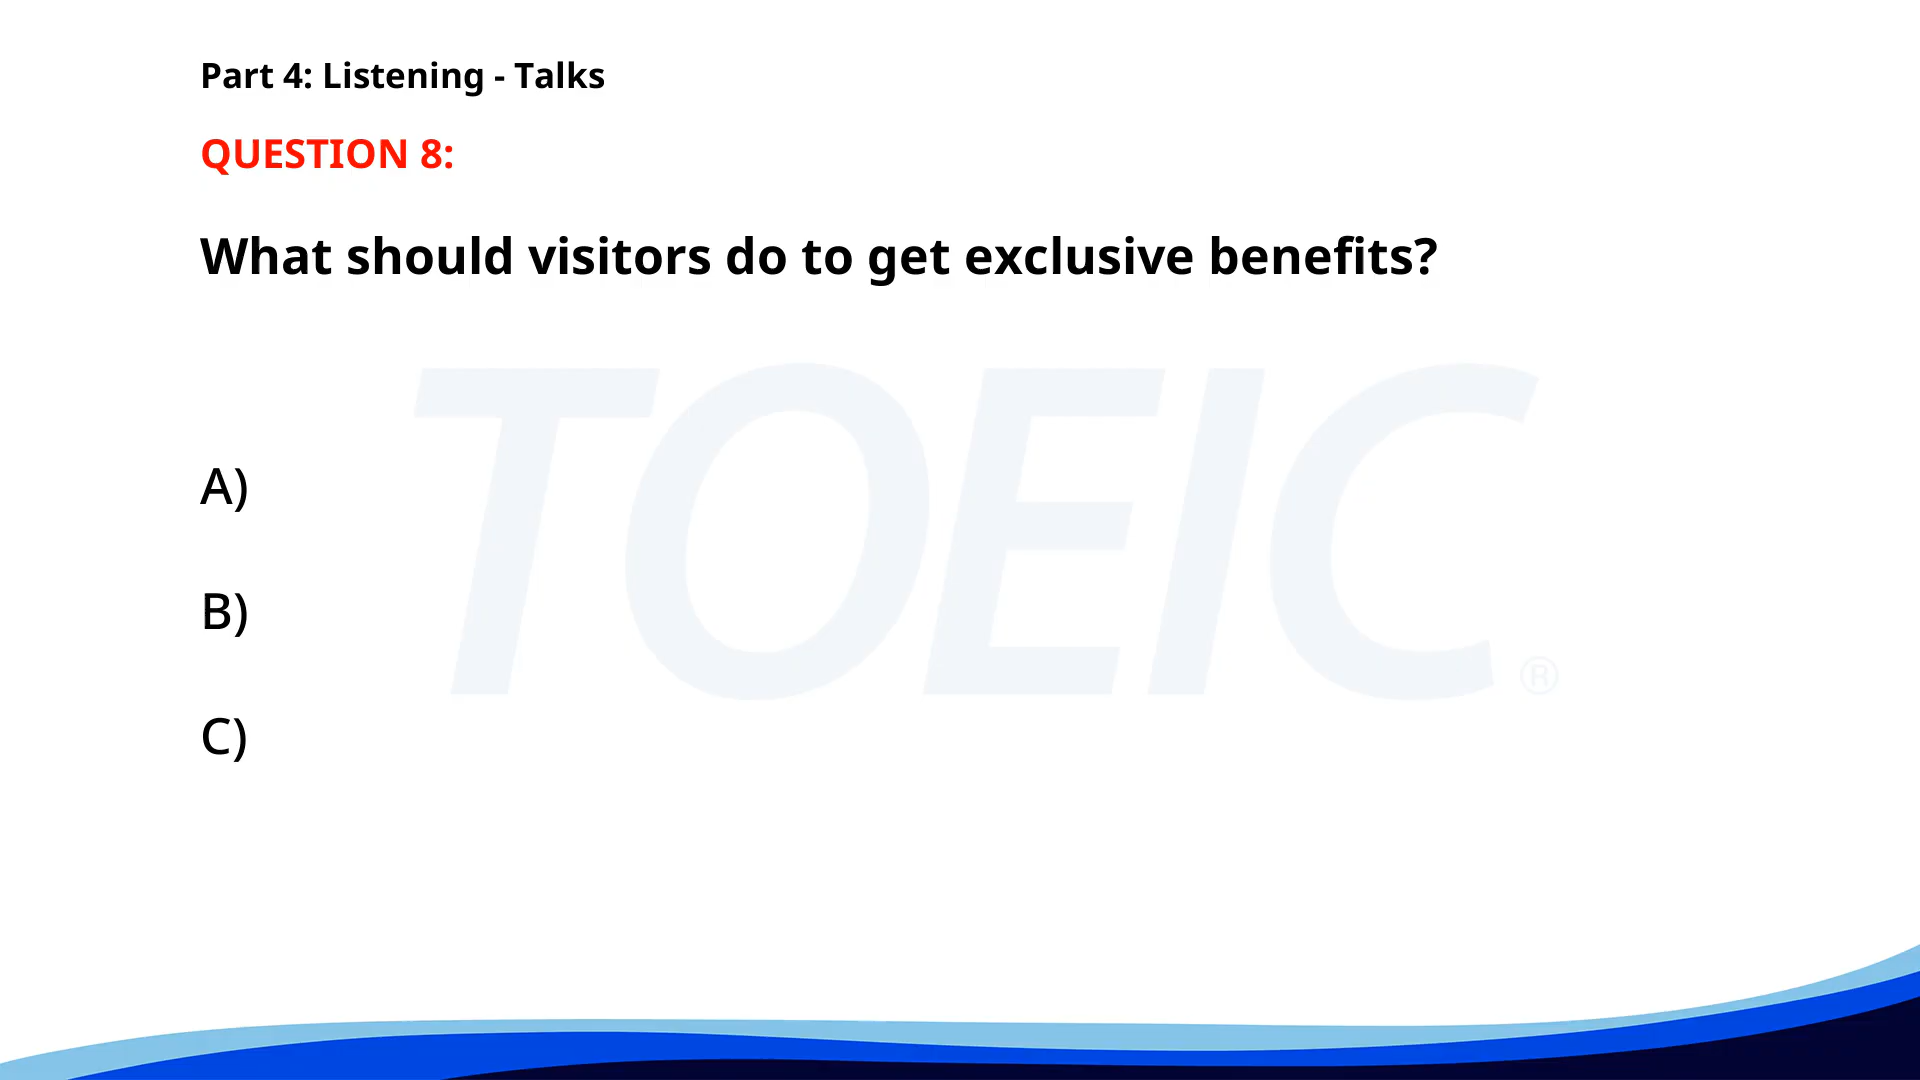 Part 4: Listening - Talks
QUESTION 8:
What should visitors do to get exclusive benefits?
TOEIC®
A)
B)
C)